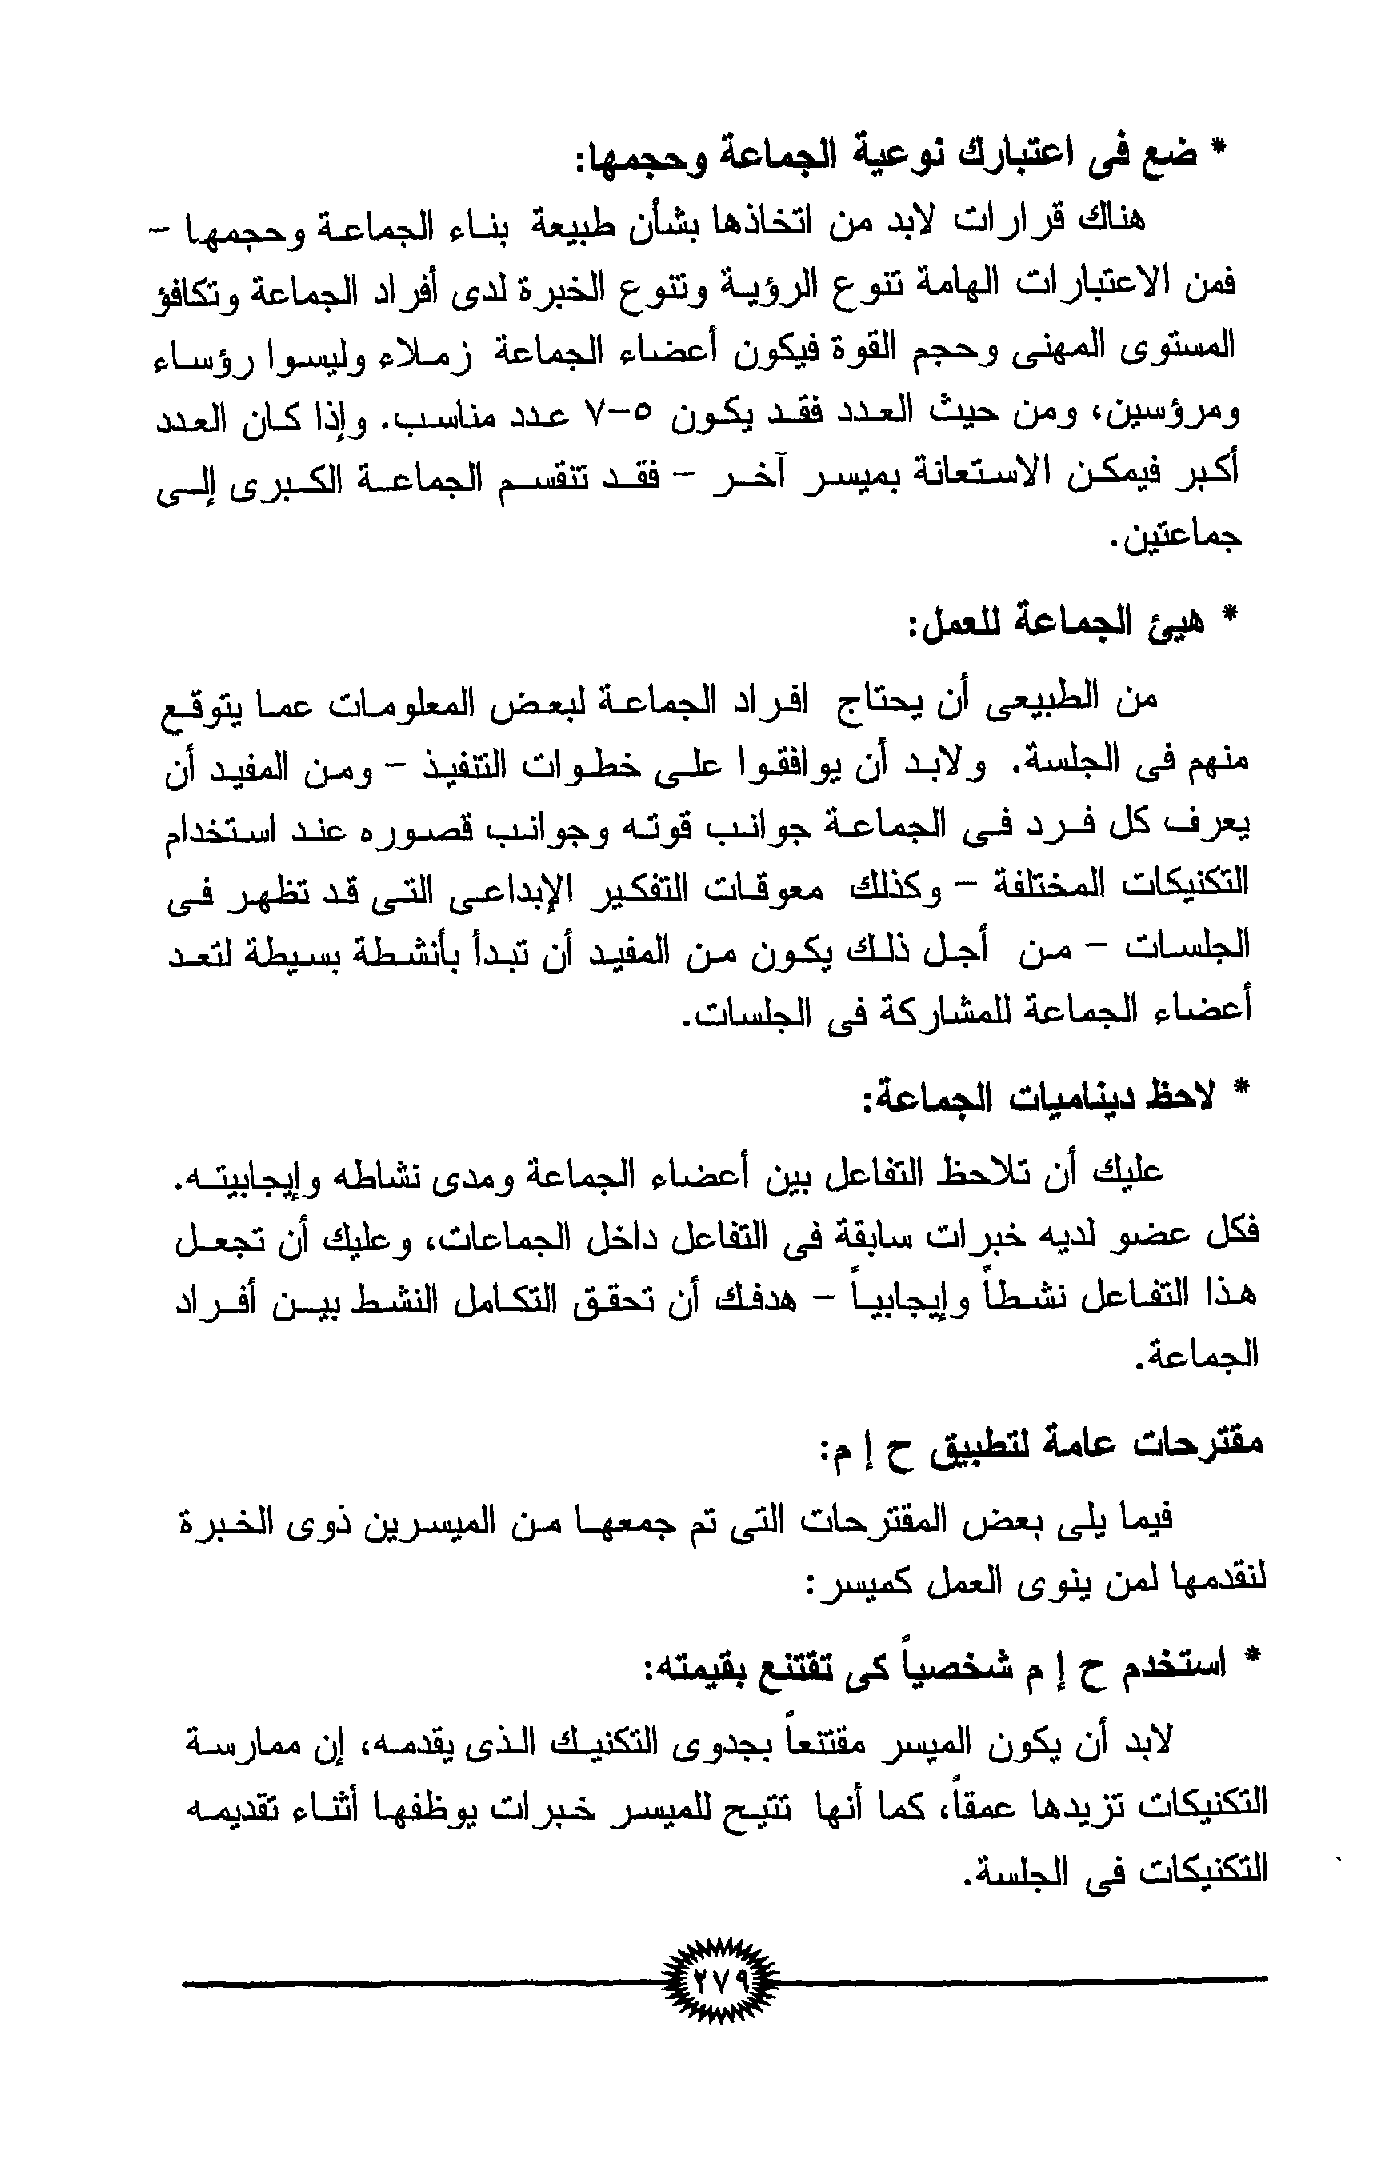 * ضع فى اعتبارك نوعية الجماعة وحجمها:
هناك قرارات لابد من اتخاذها بشأن طبيعة بناء الجماعة وحجمها -
فمن الاعتبارات الهامة تنوع الرؤية وتنوع الخبرة لدى أفراد الجماعة وتكافؤ
المستوى المهنى وحجم القوة فيكون أعضاء الجماعة زملاء وليسوا رؤساء
ومرؤسين، ومن حيث العدد فقد يكون ٥-٧ عدد مناسب. وإذا كان العدد
أكبر فيمكن الاستعانة بميسر آخر - فقد تنقسم الجماعة الكبرى إلى
جماعتين.
* هيئ الجماعة للعمل:
من الطبيعى أن يحتاج افراد الجماعة لبعض المعلومات عما يتوقع
منهم فى الجلسة. ولابد أن يوافقوا على خطوات التنفيذ - ومن المفيد أن
يعرف كل فرد فى الجماعة جوانب قوته وجوانب قصوره عند استخدام
التكنيكات المختلفة - وكذلك معوقات التفكير الإبداعى التى قد تظهر فى
الجلسات - من أجل ذلك يكون من المفيد أن تبدأ بأنشطة بسيطة لتعد
أعضاء الجماعة للمشاركة فى الجلسات.
* لاحظ ديناميات الجماعة:
عليك أن تلاحظ التفاعل بين أعضاء الجماعة ومدى نشاطه وإيجابيته.
فكل عضو لديه خبرات سابقة فى التفاعل داخل الجماعات، وعليك أن تجعل
هذا التفاعل نشطاً وإيجابياً - هدفك أن تحقق التكامل النشط بين أفراد
الجماعة.
مقترحات عامة لتطبيق ح إ م:
فيما يلى بعض المقترحات التى تم جمعها من الميسرين ذوى الخبرة
لنقدمها لمن ينوى العمل كميسر:
* استخدم ح إ م شخصياً كى تقتنع بقيمته:
لابد أن يكون الميسر مقتنعاً بجدوى التكنيك الذى يقدمه، إن ممارسة
التكنيكات تزيدها عمقاً، كما أنها تتيح للميسر خبرات يوظفها أثناء تقديمه
التكنيكات فى الجلسة.
٢٧٩